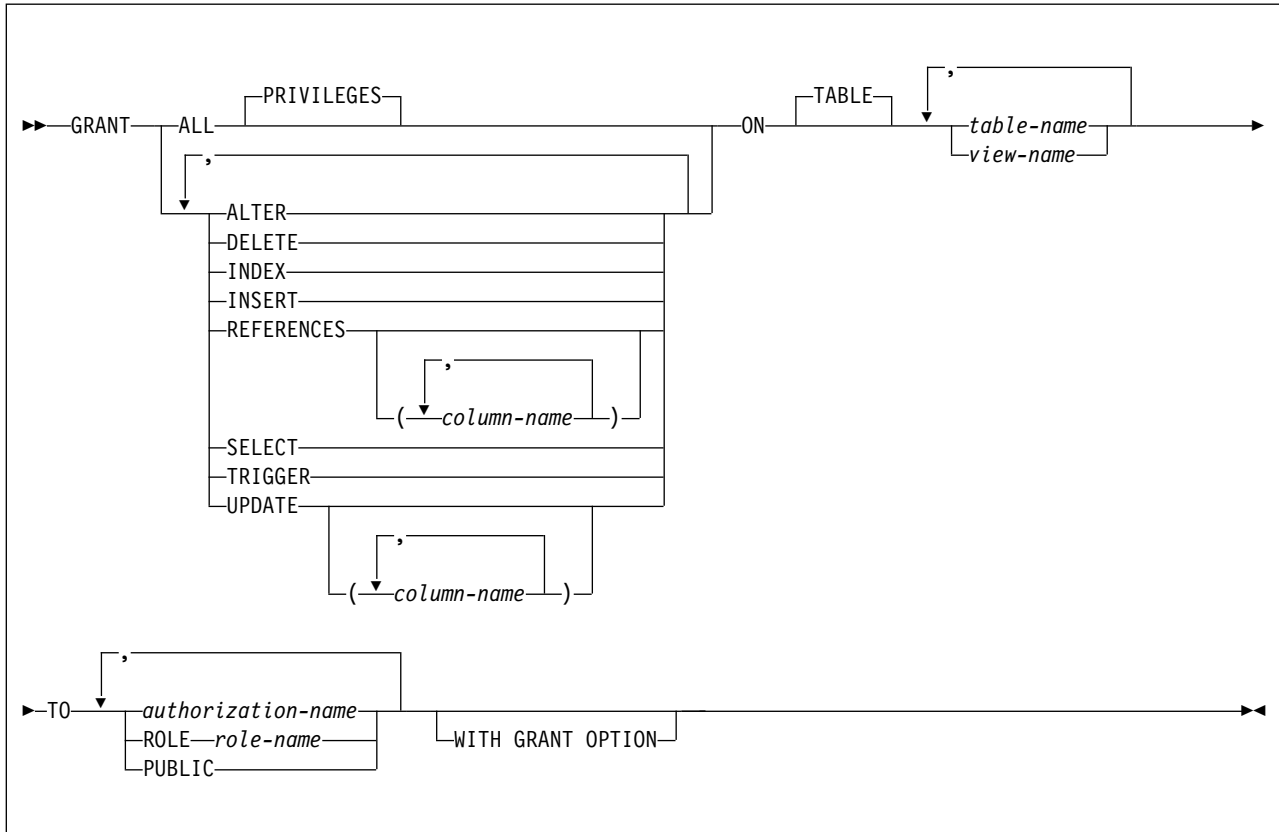 ,
PRIVILEGES TABLE
GRANT ALL ON table-name
view-name
,
ALTER
DELETE
INDEX
INSERT
REFERENCES
,
( column-name )
SELECT
TRIGGER
UPDATE
,
( column-name )
,
TO authorization-name
ROLE role-name WITH GRANT OPTION
PUBLIC